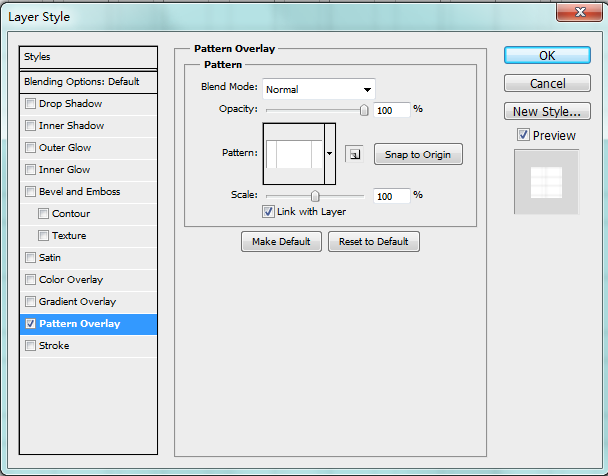 Layer Style
Styles
Blending Options: Default
Drop Shadow
Inner Shadow
Outer Glow
Inner Glow
Bevel and Emboss
Contour
Texture
Satin
Color Overlay
Gradient Overlay
Pattern Overlay
Stroke
Pattern Overlay
Pattern
Blend Mode: Normal
Opacity: 100 %
Pattern: Snap to Origin
Scale: 100 %
Link with Layer
Make Default Reset to Default
OK
Cancel
New Style...
Preview